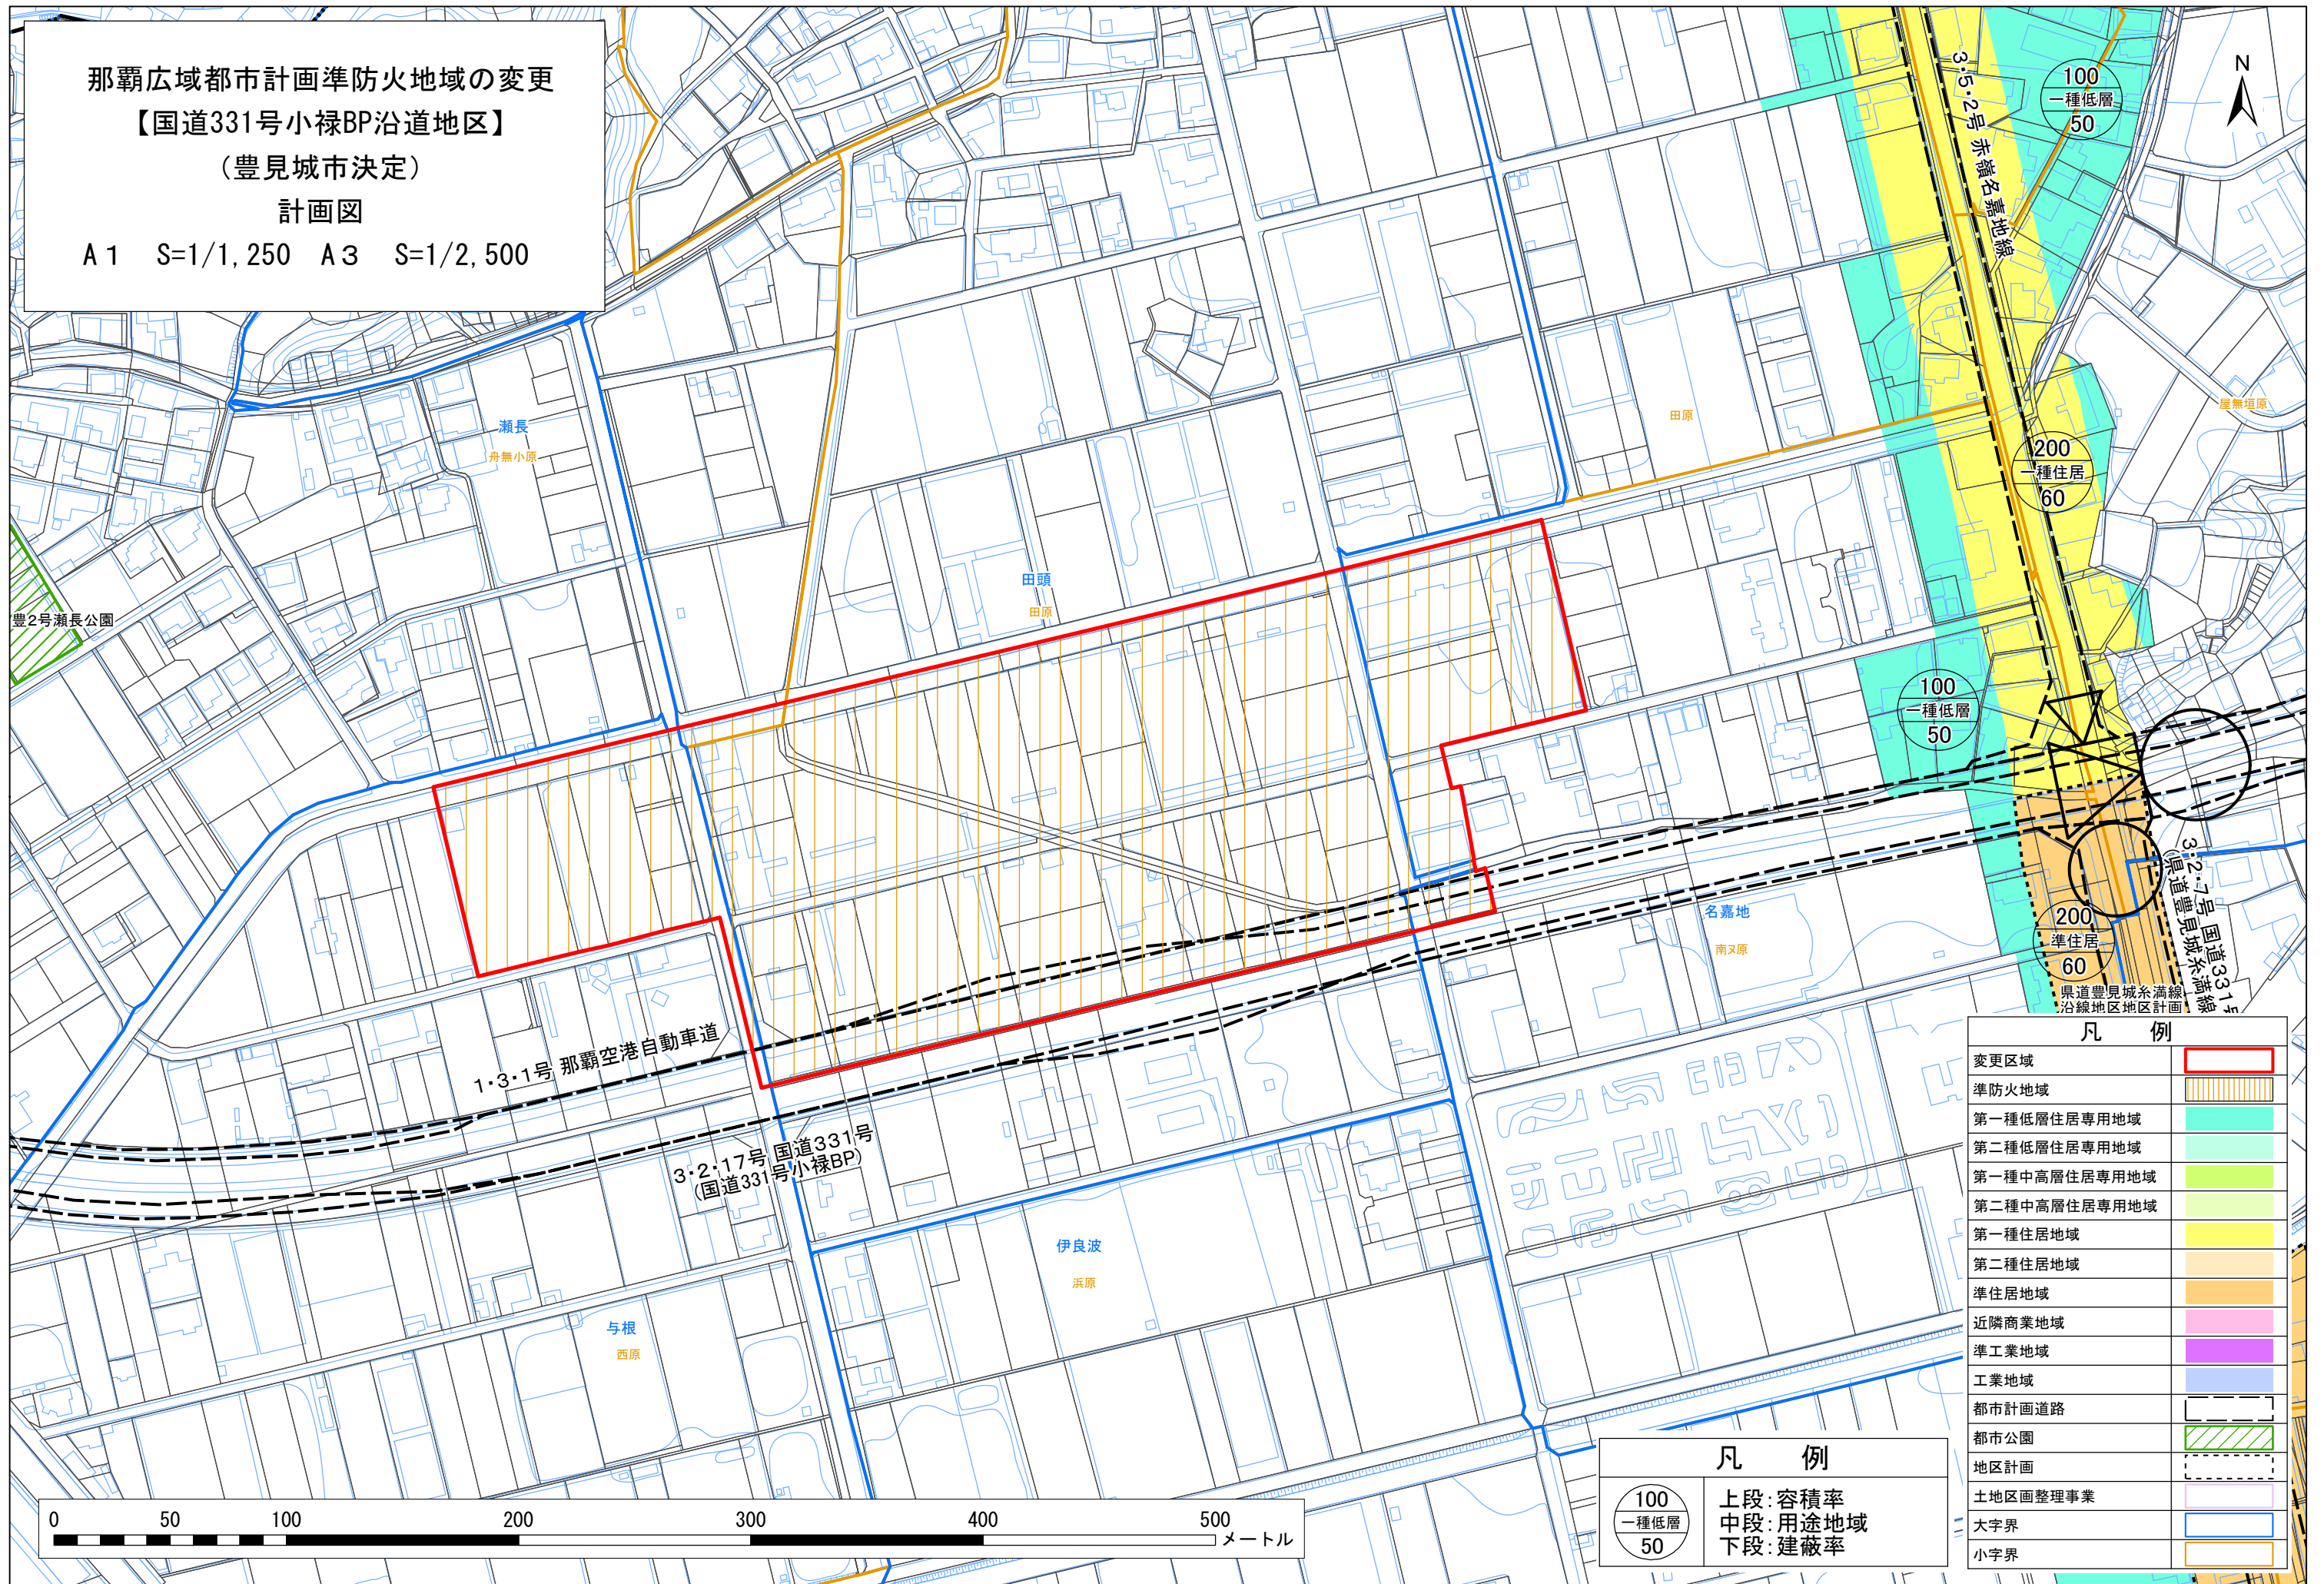 那覇広域都市計画準防火地域の変更
【国道331号小禄BP沿道地区】
（豊見城市決定）
計画図
A１　S=1/1,250　A３　S=1/2,500
N
3・5・2号 赤嶺名嘉地線
100
一種低層
50
瀬長
舟無小原
田原
屋無垣原
200
一種住居
60
豊2号瀬長公園
田頭
田原
100
一種低層
50
名嘉地
南ヌ原
200
準住居
60
3・2・7号 国道331号
（県道豊見城糸満線
県道豊見城糸満線
沿線地区地区計画
1・3・1号 那覇空港自動車道
3・2・17号 国道331号
（国道331号小禄BP）
伊良波
浜原
与根
西原
凡　例
変更区域
準防火地域
第一種低層住居専用地域
第二種低層住居専用地域
第一種中高層住居専用地域
第二種中高層住居専用地域
第一種住居地域
第二種住居地域
準住居地域
近隣商業地域
準工業地域
工業地域
都市計画道路
都市公園
地区計画
土地区画整理事業
大字界
小字界
凡　例
100
一種低層
50
上段：容積率
中段：用途地域
下段：建蔽率
0 50 100 200 300 400 500
メートル